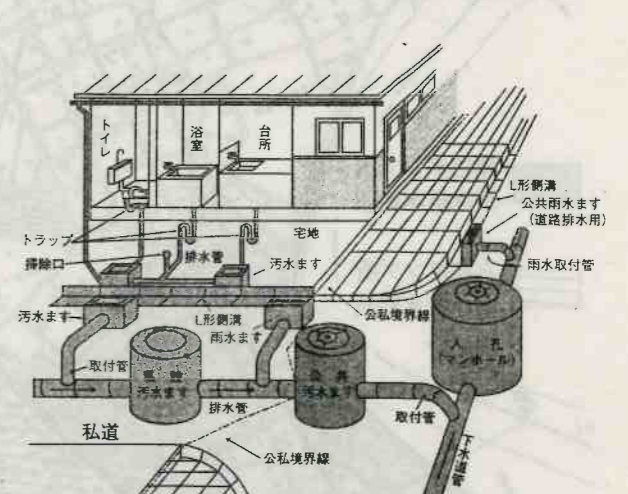 トイレ
浴室
台所
L形側溝
公共雨水ます
(道路排水用)
トラップ
宅地
掃除口
排水管
汚水ます
雨水取付管
汚水ます
L形側溝
雨水ます
公私境界線
人孔
(マンホール)
取付管
汚水ます
公共
汚水ます
排水管
取付管
私道
公私境界線
下水道管